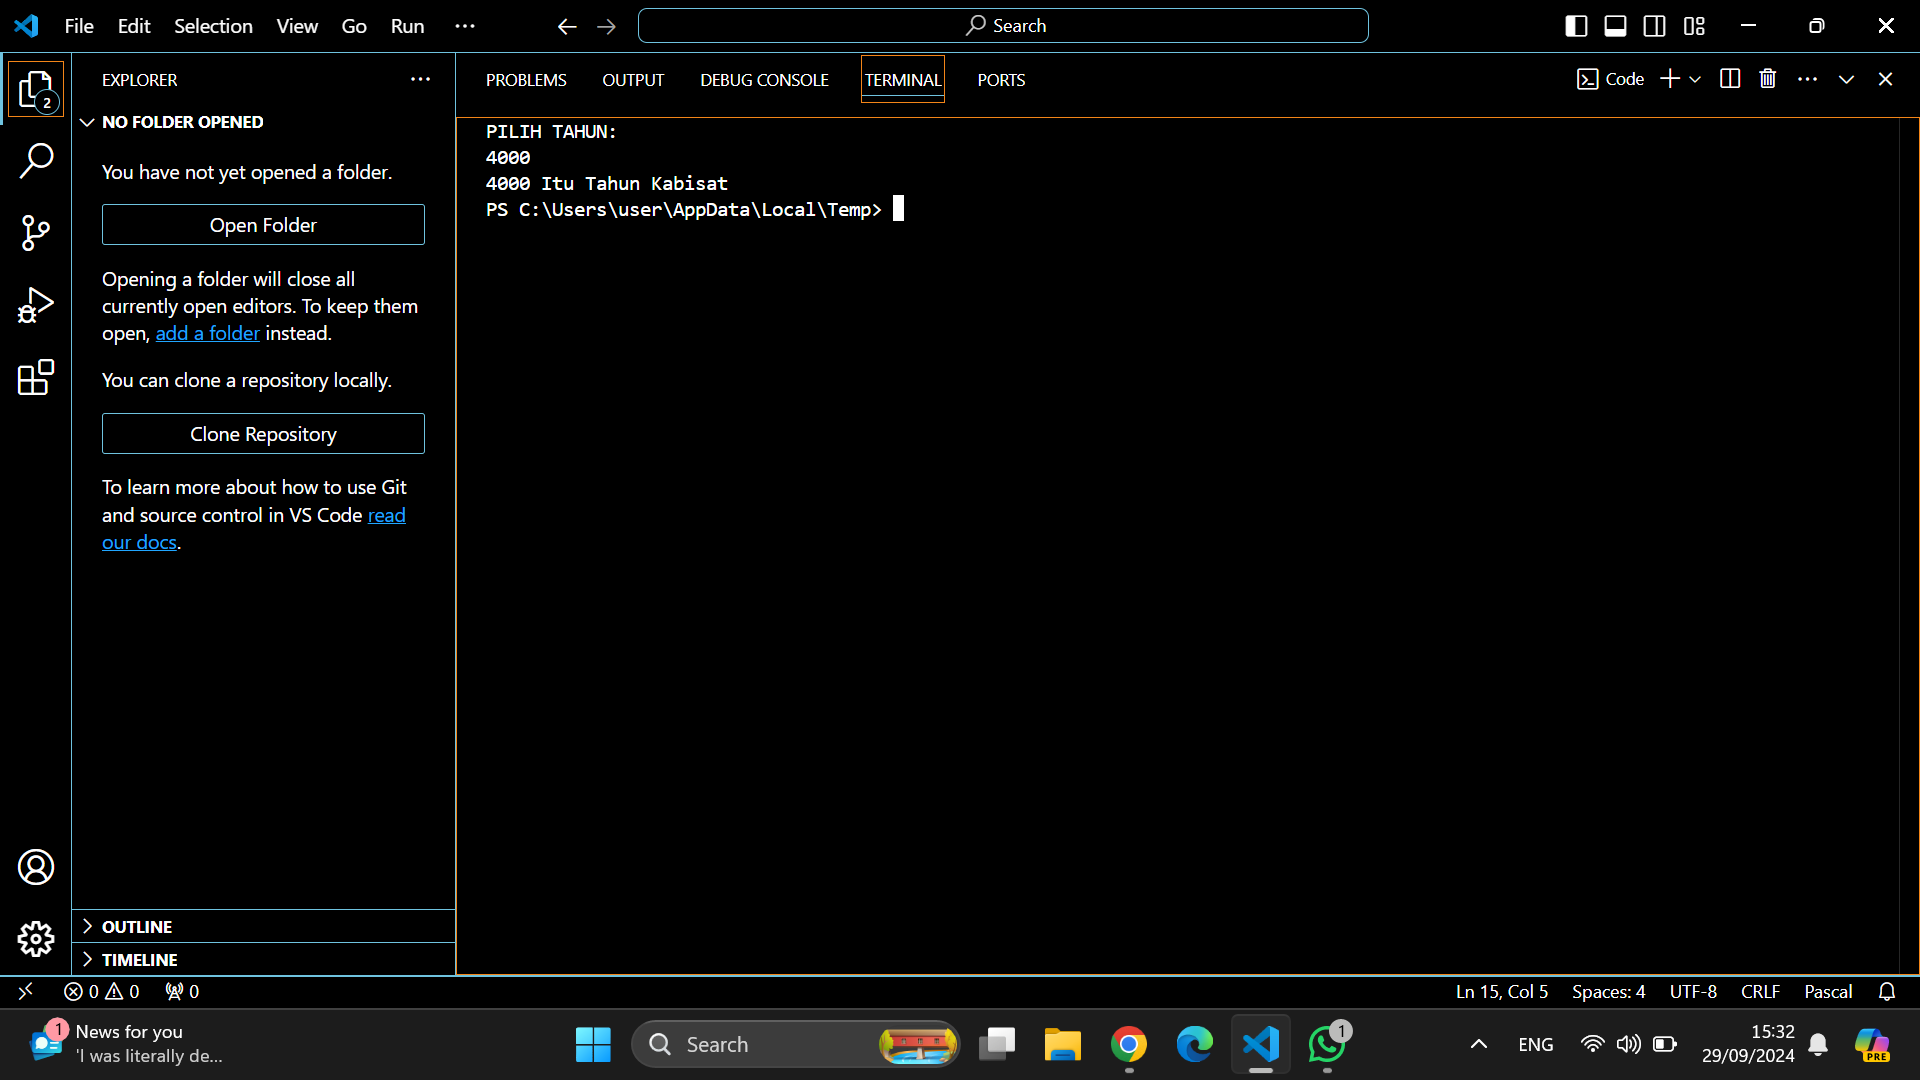 File Edit Selection View Go Run ··· Search
EXPLORER ···
2
NO FOLDER OPENED
You have not yet opened a folder.
Open Folder
Opening a folder will close all
currently open editors. To keep them
open, add a folder instead.
You can clone a repository locally.
Clone Repository
To learn more about how to use Git
and source control in VS Code read
our docs.
OUTLINE
TIMELINE
PROBLEMS OUTPUT DEBUG CONSOLE TERMINAL PORTS Code ···
PILIH TAHUN:
4000
4000 Itu Tahun Kabisat
PS C:\Users\user\AppData\Local\Temp>
0 0 0 Ln 15, Col 5 Spaces: 4 UTF-8 CRLF Pascal
1
News for you
'I was literally de...
Search
1
ENG
15:32
29/09/2024
PRE